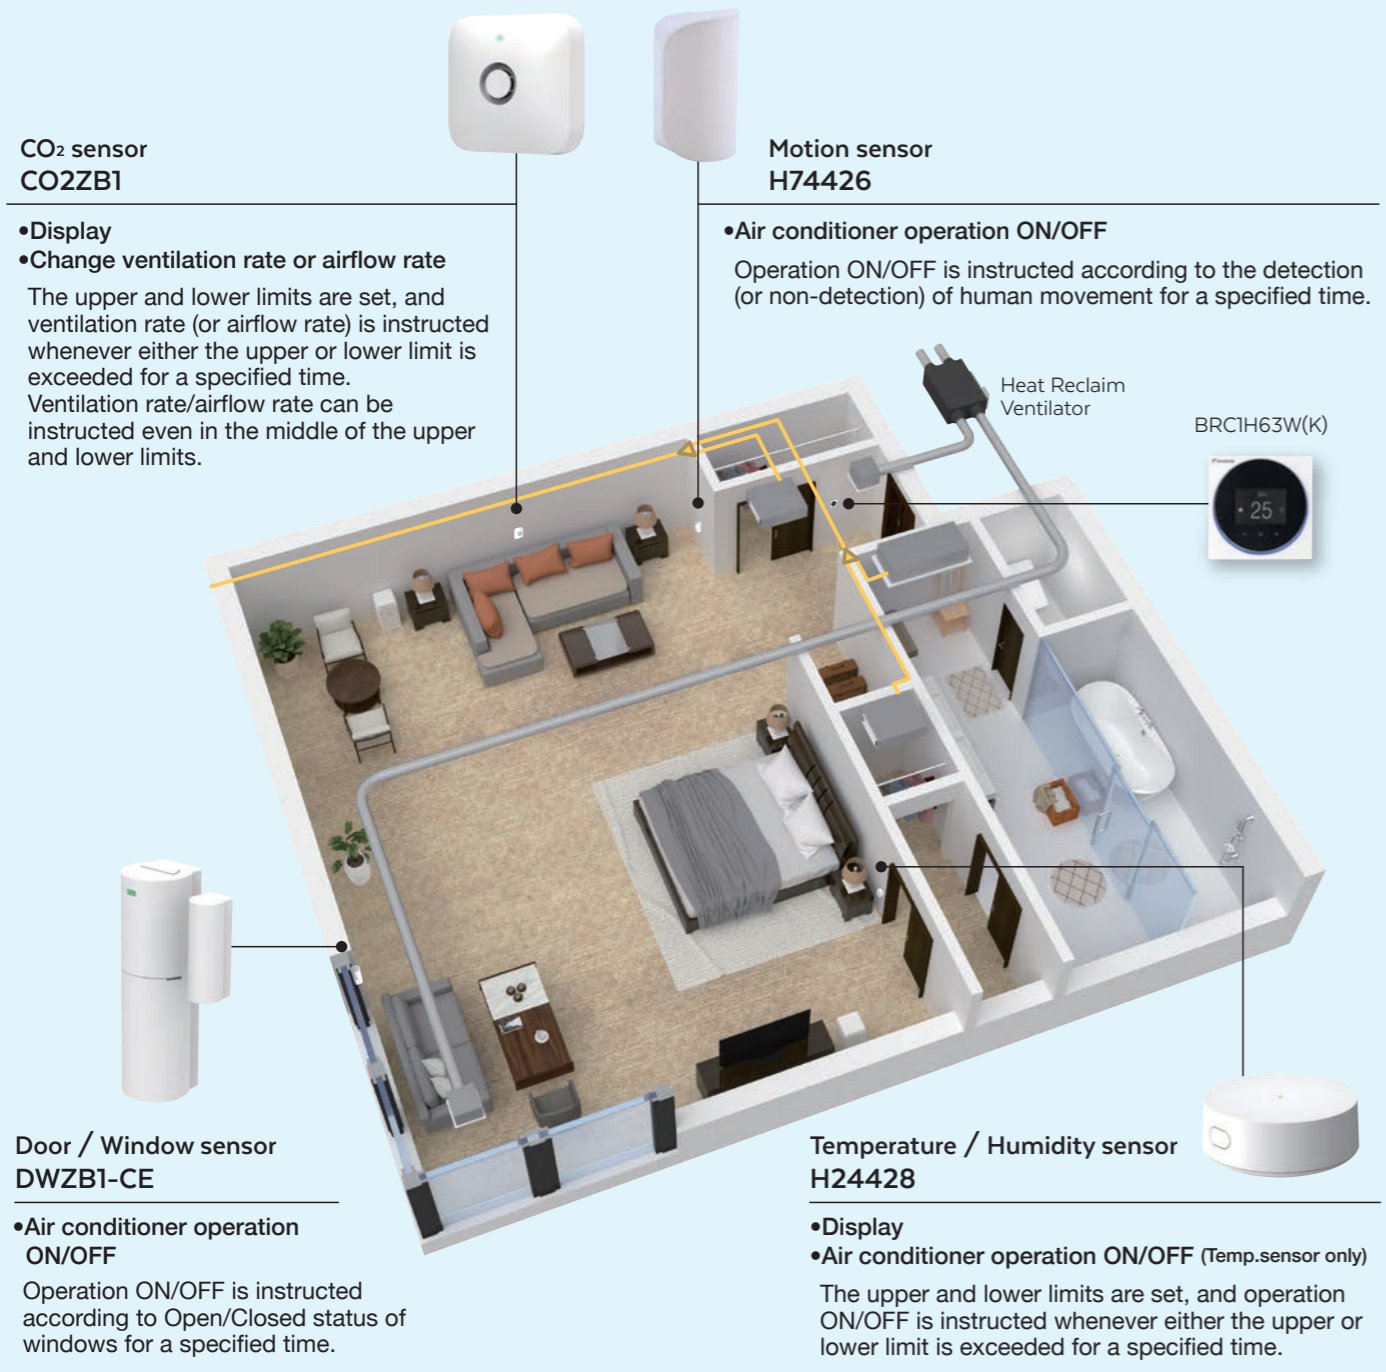 CO₂ sensor
CO2ZB1
•Display
•Change ventilation rate or airflow rate
The upper and lower limits are set, and
ventilation rate (or airflow rate) is instructed
whenever either the upper or lower limit is
exceeded for a specified time.
Ventilation rate/airflow rate can be
instructed even in the middle of the upper
and lower limits.
Motion sensor
H74426
•Air conditioner operation ON/OFF
Operation ON/OFF is instructed according to the detection
(or non-detection) of human movement for a specified time.
Heat Reclaim
Ventilator
BRC1H63W(K)
25
Door / Window sensor
DWZB1-CE
•Air conditioner operation
ON/OFF
Operation ON/OFF is instructed
according to Open/Closed status of
windows for a specified time.
Temperature / Humidity sensor
H24428
•Display
•Air conditioner operation ON/OFF (Temp.sensor only)
The upper and lower limits are set, and operation
ON/OFF is instructed whenever either the upper or
lower limit is exceeded for a specified time.